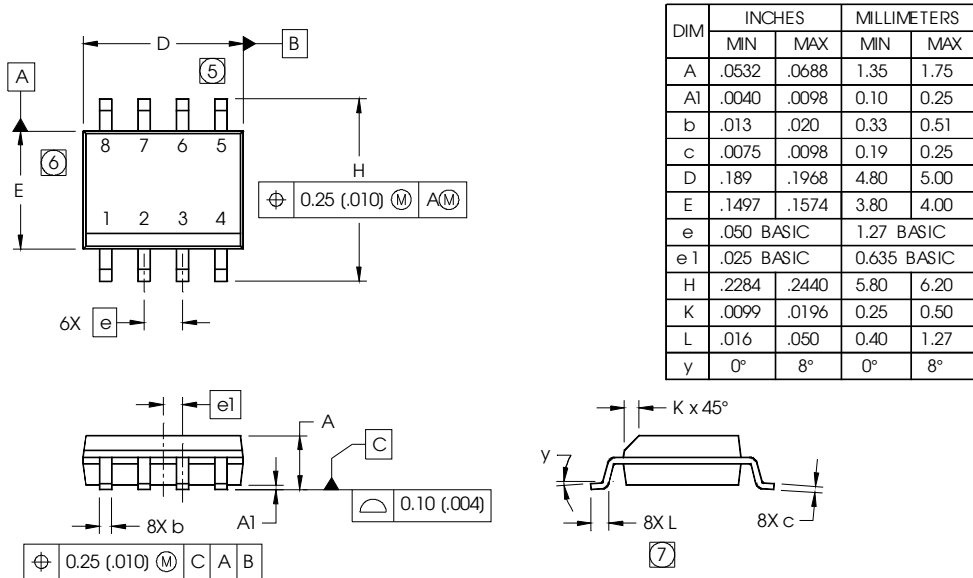 D
B
5
A
8 7 6 5
6
E
H
⌖ 0.25 (.010) Ⓜ A Ⓜ
1 2 3 4
6X e
DIM INCHES MILLIMETERS
MIN MAX MIN MAX
A .0532 .0688 1.35 1.75
A1 .0040 .0098 0.10 0.25
b .013 .020 0.33 0.51
c .0075 .0098 0.19 0.25
D .189 .1968 4.80 5.00
E .1497 .1574 3.80 4.00
e .050 BASIC 1.27 BASIC
e1 .025 BASIC 0.635 BASIC
H .2284 .2440 5.80 6.20
K .0099 .0196 0.25 0.50
L .016 .050 0.40 1.27
y 0° 8° 0° 8°
e1
A
C
⌓ 0.10 (.004)
A1
8X b
⌖ 0.25 (.010) Ⓜ C A B
K x 45°
y
8X L
8X c
7